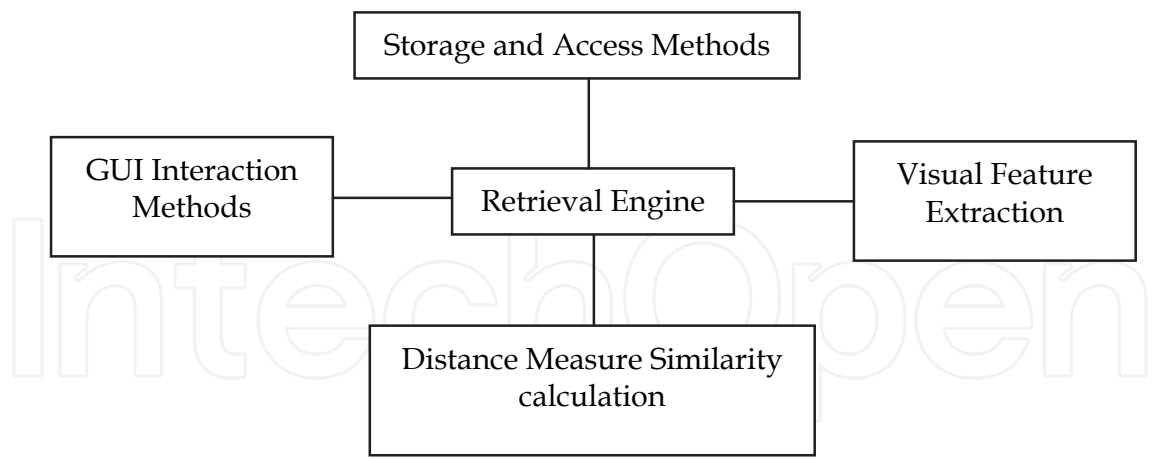 Storage and Access Methods
GUI Interaction
Methods
Retrieval Engine
Visual Feature
Extraction
IntechOpen
Distance Measure Similarity
calculation